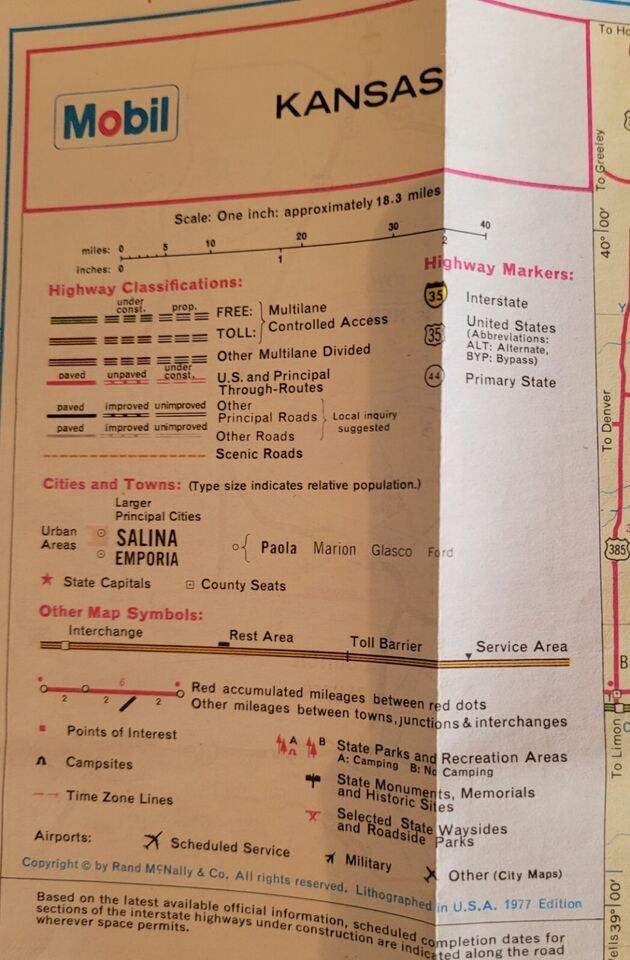 Mobil
KANSAS
Scale: One inch: approximately 18.3 miles
miles: 0 5 10 20 30 40
inches: 0 1 2
Highway Classifications:
under const. prop.
FREE: Multilane
TOLL: Controlled Access
Other Multilane Divided
paved unpaved under const.
U.S. and Principal
Through-Routes
paved improved unimproved
Other
Principal Roads
Local inquiry
suggested
paved improved unimproved
Other Roads
Scenic Roads
Highway Markers:
35 Interstate
35 United States
(Abbreviations:
ALT: Alternate,
BYP: Bypass)
44 Primary State
Cities and Towns: (Type size indicates relative population.)
Larger
Principal Cities
Urban
Areas
SALINA
EMPORIA
Paola Marion Glasco Ford
State Capitals County Seats
Other Map Symbols:
Interchange Rest Area Toll Barrier Service Area
6
2 2 2
Red accumulated mileages between red dots
Other mileages between towns, junctions & interchanges
Points of Interest
Campsites
Time Zone Lines
A B State Parks and Recreation Areas
A: Camping B: No Camping
State Monuments, Memorials
and Historic Sites
Selected State Waysides
and Roadside Parks
Airports: Scheduled Service Military Other (City Maps)
Copyright © by Rand McNally & Co. All rights reserved. Lithographed in U.S.A. 1977 Edition
Based on the latest available official information, scheduled completion dates for
sections of the interstate highways under construction are indicated along the road
wherever space permits.
To Greeley
40°00'
To Denver
385
To Limon
39°00'